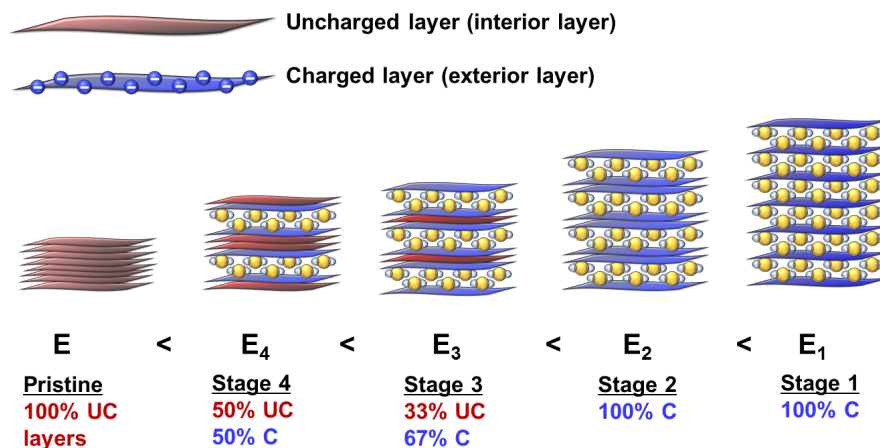 Uncharged layer (interior layer)
Charged layer (exterior layer)
E < E₄ < E₃ < E₂ < E₁
Pristine Stage 4 Stage 3 Stage 2 Stage 1
100% UC 50% UC 33% UC 100% C 100% C
layers 50% C 67% C